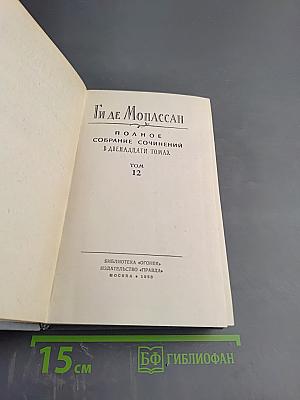 Ги де Мопассан
ПОЛНОЕ
СОБРАНИЕ СОЧИНЕНИЙ
В ДВЕНАДЦАТИ ТОМАХ
ТОМ
12
БИБЛИОТЕКА «ОГОНЕК»
ИЗДАТЕЛЬСТВО «ПРАВДА»
МОСКВА • 1958
15 см
БФ БИБЛИОФАН